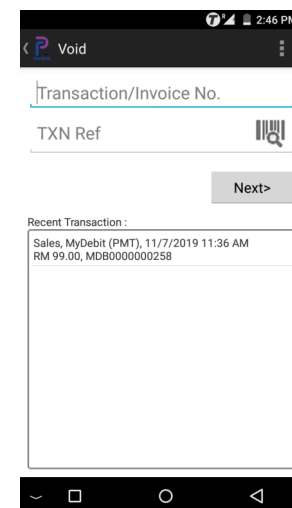 2:46 PM
Void
Transaction/Invoice No.
TXN Ref
Next>
Recent Transaction :
Sales, MyDebit (PMT), 11/7/2019 11:36 AM
RM 99.00, MDB0000000258